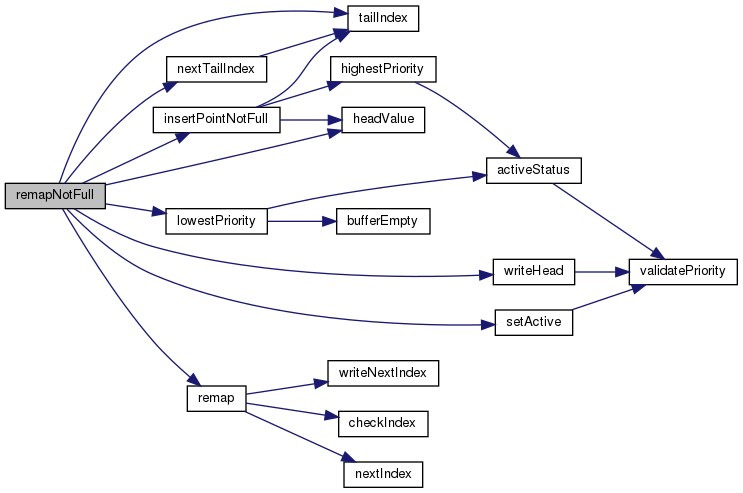 tailIndex
nextTailIndex
highestPriority
insertPointNotFull
headValue
activeStatus
remapNotFull
lowestPriority
bufferEmpty
writeHead
validatePriority
setActive
writeNextIndex
remap
checkIndex
nextIndex